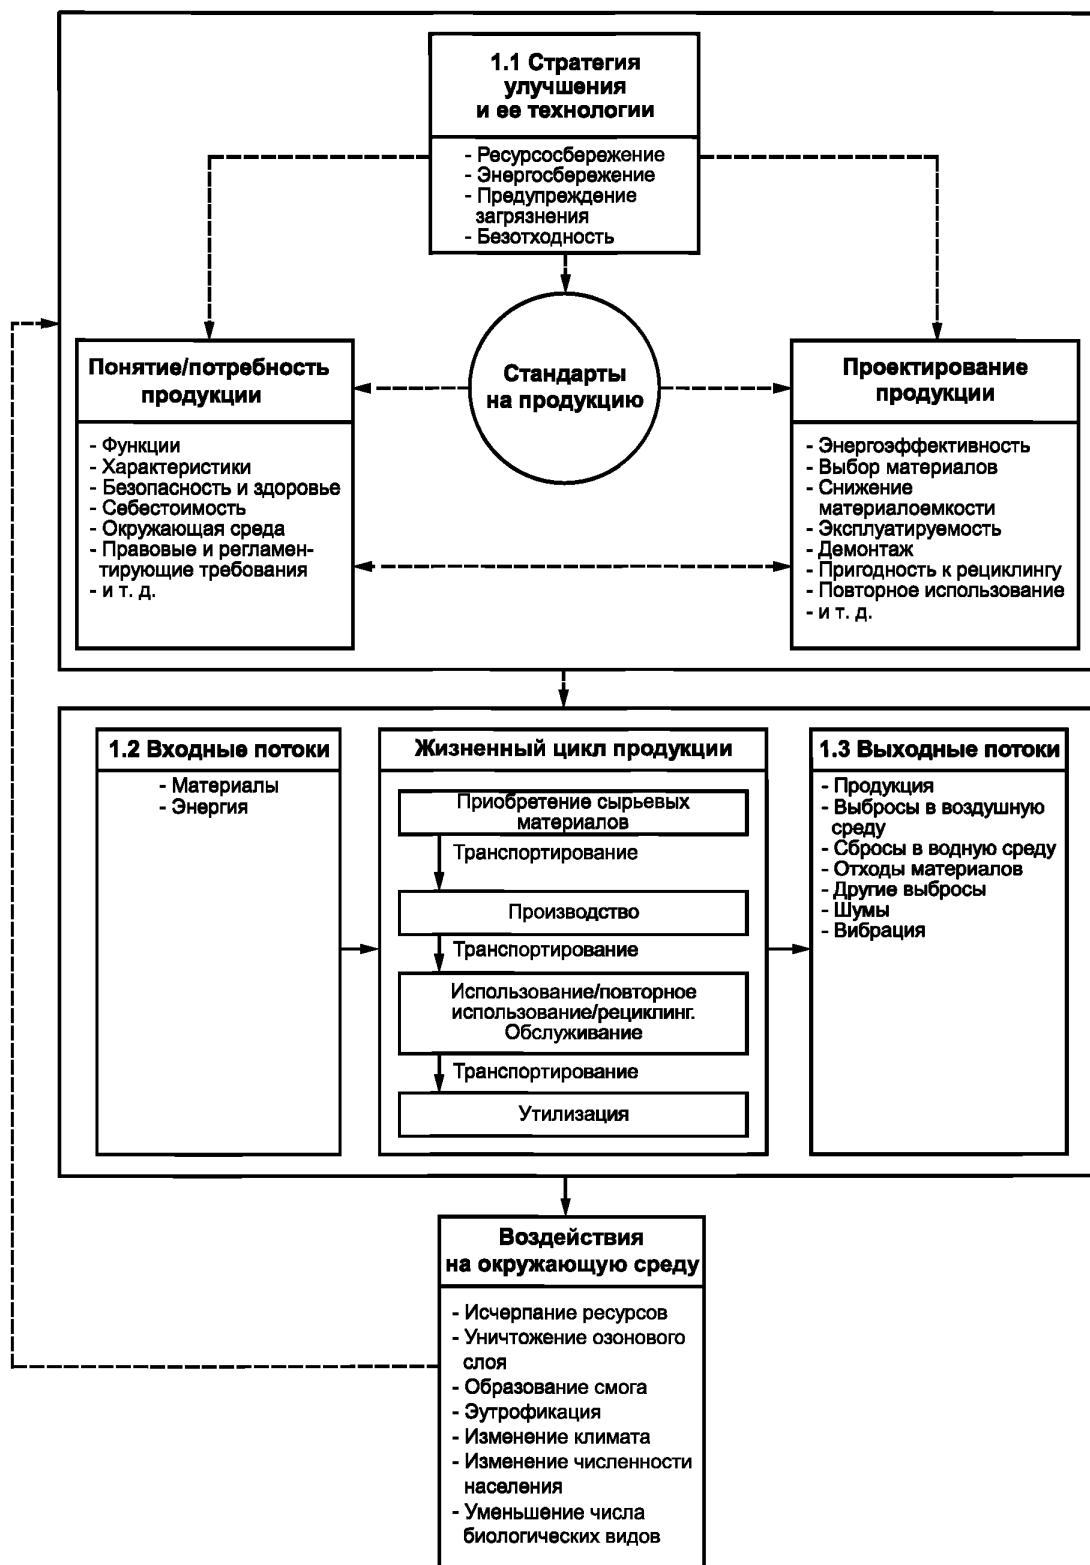 1.1 Стратегия
улучшения
и ее технологии
- Ресурсосбережение
- Энергосбережение
- Предупреждение
загрязнения
- Безотходность
Понятие/потребность
продукции
- Функции
- Характеристики
- Безопасность и здоровье
- Себестоимость
- Окружающая среда
- Правовые и регламен-
тирующие требования
- и т. д.
Стандарты
на продукцию
Проектирование
продукции
- Энергоэффективность
- Выбор материалов
- Снижение
материалоемкости
- Эксплуатируемость
- Демонтаж
- Пригодность к рециклингу
- Повторное использование
- и т. д.
1.2 Входные потоки
- Материалы
- Энергия
Жизненный цикл продукции
Приобретение сырьевых
материалов
Транспортирование
Производство
Транспортирование
Использование/повторное
использование/рециклинг.
Обслуживание
Транспортирование
Утилизация
1.3 Выходные потоки
- Продукция
- Выбросы в воздушную
среду
- Сбросы в водную среду
- Отходы материалов
- Другие выбросы
- Шумы
- Вибрация
Воздействия
на окружающую среду
- Исчерпание ресурсов
- Уничтожение озонового
слоя
- Образование смога
- Эутрофикация
- Изменение климата
- Изменение численности
населения
- Уменьшение числа
биологических видов